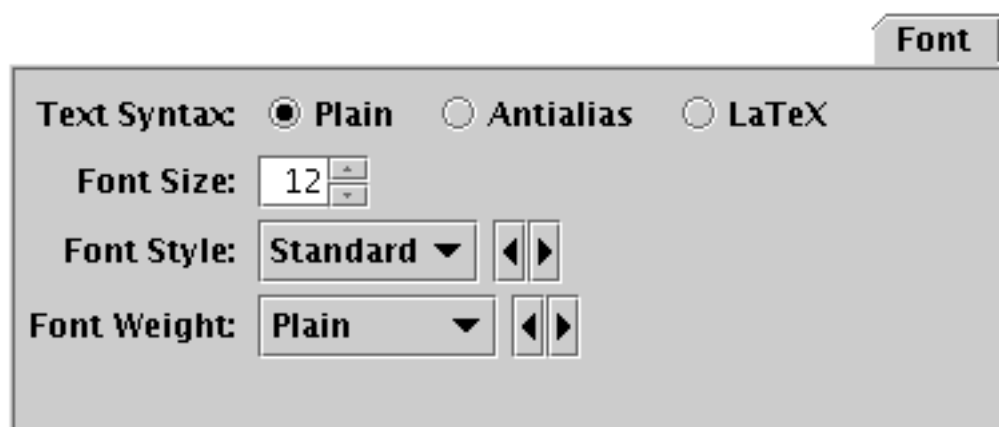 Font
Text Syntax: Plain Antialias LaTeX
Font Size: 12
Font Style: Standard
Font Weight: Plain